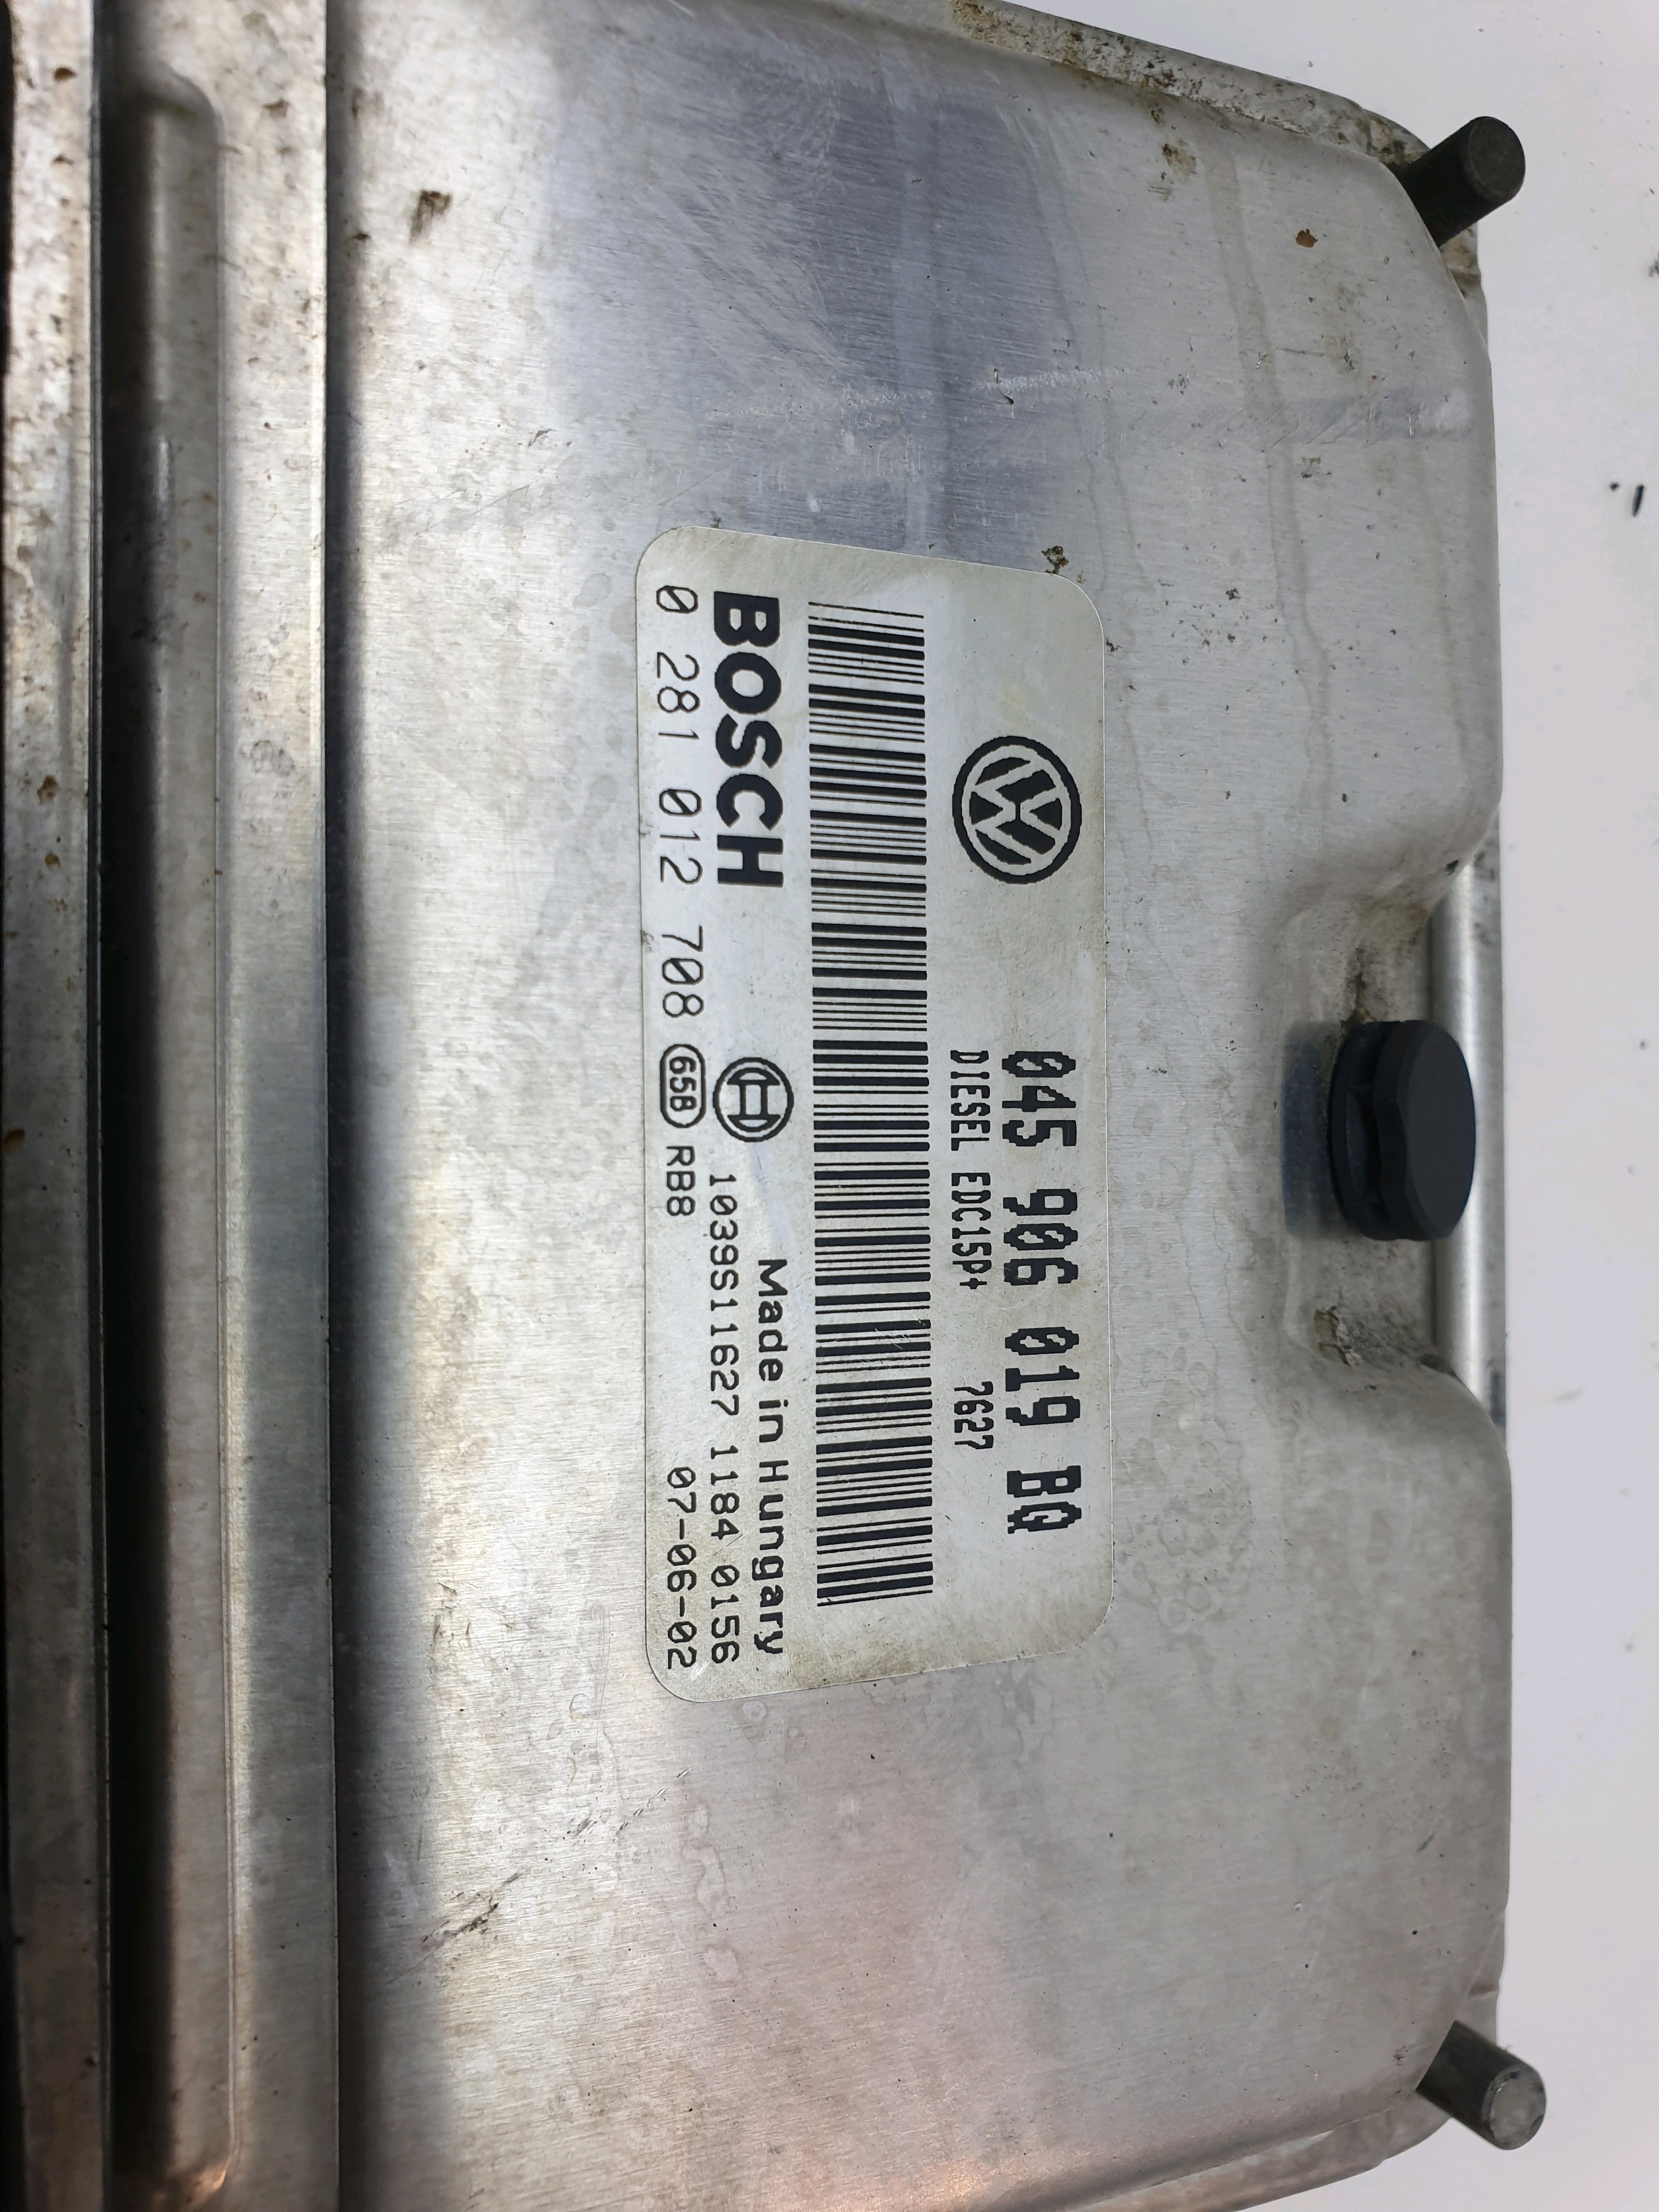 045 906 019 BQ
DIESEL EDC15P+ 7627
BOSCH
Made in Hungary
1039S11627 1184 0156
0 281 012 708 65B RB8 07-06-02